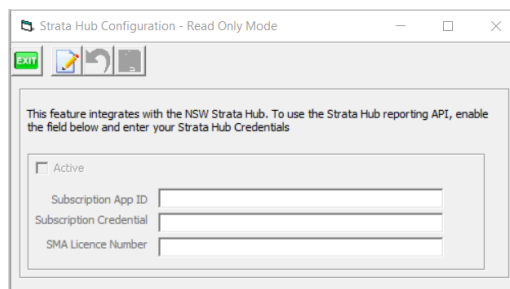 Strata Hub Configuration - Read Only Mode
EXIT
This feature integrates with the NSW Strata Hub. To use the Strata Hub reporting API, enable
the field below and enter your Strata Hub Credentials
Active
Subscription App ID
Subscription Credential
SMA Licence Number